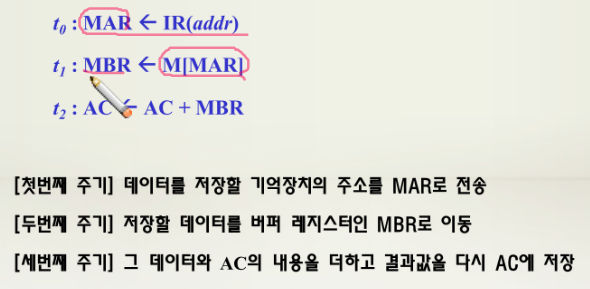 t₀ : MAR ← IR(addr)
t₁ : MBR ← M[MAR]
t₂ : AC ← AC + MBR
[첫번째 주기] 데이터를 저장할 기억장치의 주소를 MAR로 전송
[두번째 주기] 저장할 데이터를 버퍼 레지스터인 MBR로 이동
[세번째 주기] 그 데이터와 AC의 내용을 더하고 결과값을 다시 AC에 저장